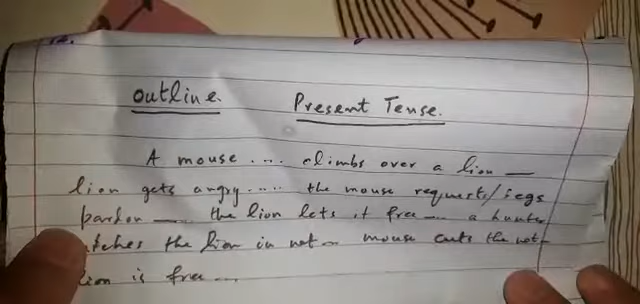 outline. Present Tense.
A mouse .... climbs over a lion —
lion gets angry .... the mouse requests/begs
pardon — the lion lets it free — a hunter
catches the lion in net — mouse cuts the net —
lion is free ...